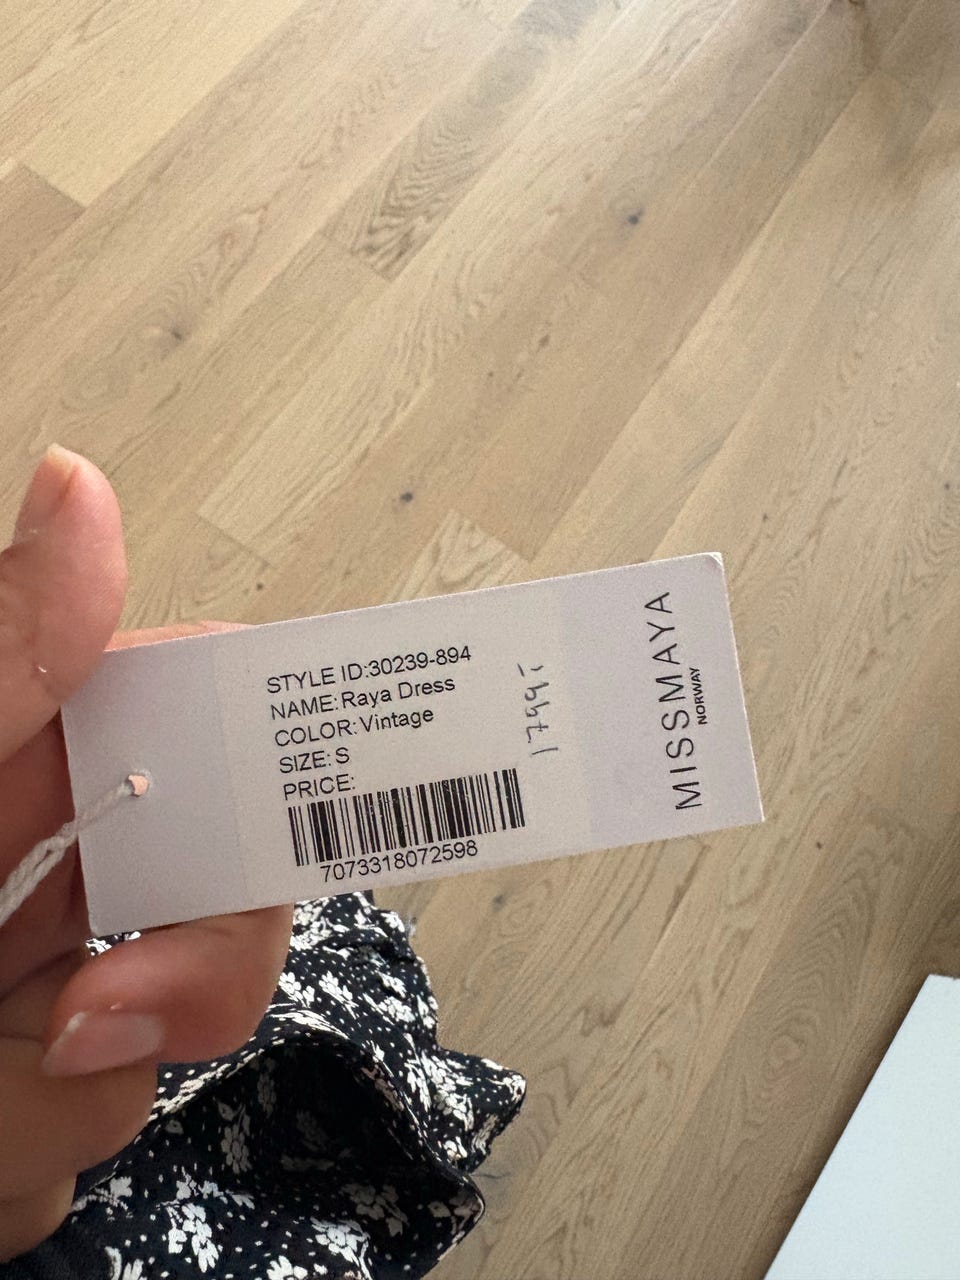 STYLE ID:30239-894
NAME: Raya Dress
COLOR: Vintage
SIZE: S
PRICE:
7073318072598
1799,-
MISSMAYA
NORWAY